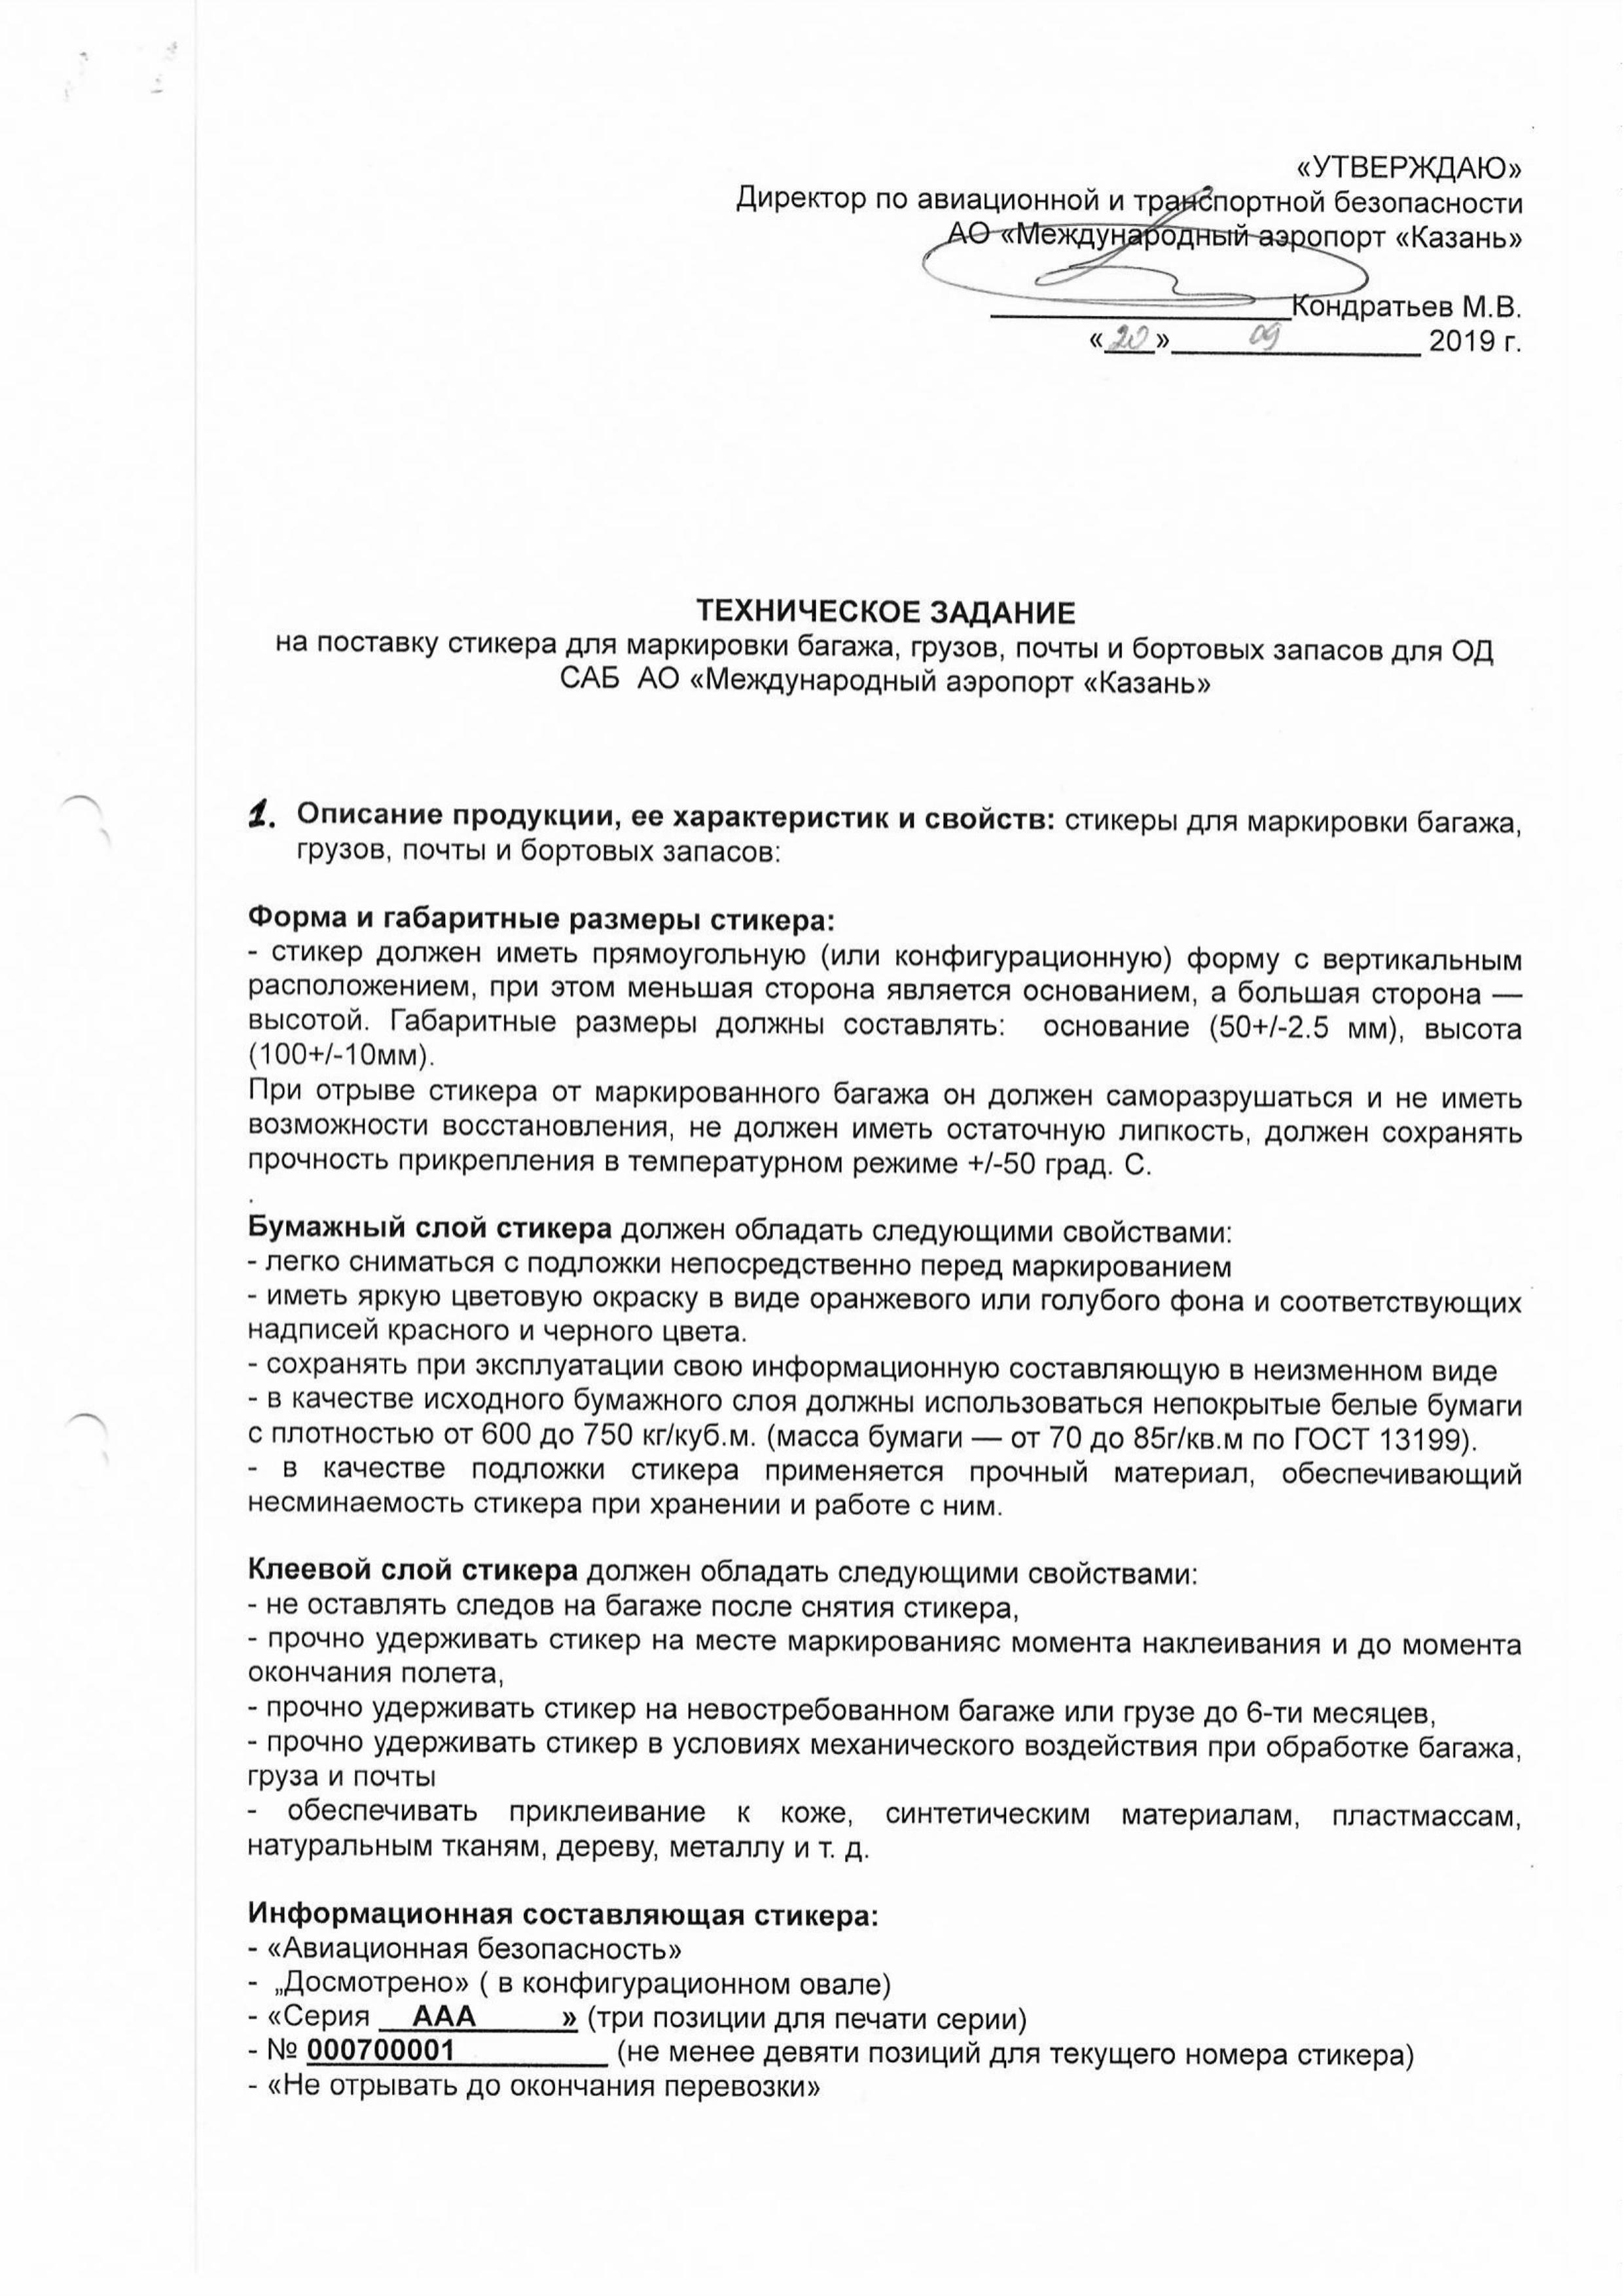 «УТВЕРЖДАЮ»
Директор по авиационной и транспортной безопасности
АО «Международный аэропорт «Казань»
Кондратьев М.В.
«20» 09 2019 г.
ТЕХНИЧЕСКОЕ ЗАДАНИЕ
на поставку стикера для маркировки багажа, грузов, почты и бортовых запасов для ОД
САБ АО «Международный аэропорт «Казань»
1. Описание продукции, ее характеристик и свойств: стикеры для маркировки багажа,
грузов, почты и бортовых запасов:
Форма и габаритные размеры стикера:
- стикер должен иметь прямоугольную (или конфигурационную) форму с вертикальным
расположением, при этом меньшая сторона является основанием, а большая сторона —
высотой. Габаритные размеры должны составлять: основание (50+/-2.5 мм), высота
(100+/-10мм).
При отрыве стикера от маркированного багажа он должен саморазрушаться и не иметь
возможности восстановления, не должен иметь остаточную липкость, должен сохранять
прочность прикрепления в температурном режиме +/-50 град. С.
.
Бумажный слой стикера должен обладать следующими свойствами:
- легко сниматься с подложки непосредственно перед маркированием
- иметь яркую цветовую окраску в виде оранжевого или голубого фона и соответствующих
надписей красного и черного цвета.
- сохранять при эксплуатации свою информационную составляющую в неизменном виде
- в качестве исходного бумажного слоя должны использоваться непокрытые белые бумаги
с плотностью от 600 до 750 кг/куб.м. (масса бумаги — от 70 до 85г/кв.м по ГОСТ 13199).
- в качестве подложки стикера применяется прочный материал, обеспечивающий
несминаемость стикера при хранении и работе с ним.
Клеевой слой стикера должен обладать следующими свойствами:
- не оставлять следов на багаже после снятия стикера,
- прочно удерживать стикер на месте маркированияс момента наклеивания и до момента
окончания полета,
- прочно удерживать стикер на невостребованном багаже или грузе до 6-ти месяцев,
- прочно удерживать стикер в условиях механического воздействия при обработке багажа,
груза и почты
- обеспечивать приклеивание к коже, синтетическим материалам, пластмассам,
натуральным тканям, дереву, металлу и т. д.
Информационная составляющая стикера:
- «Авиационная безопасность»
- „Досмотрено» ( в конфигурационном овале)
- «Серия ААА » (три позиции для печати серии)
- № 000700001 (не менее девяти позиций для текущего номера стикера)
- «Не отрывать до окончания перевозки»